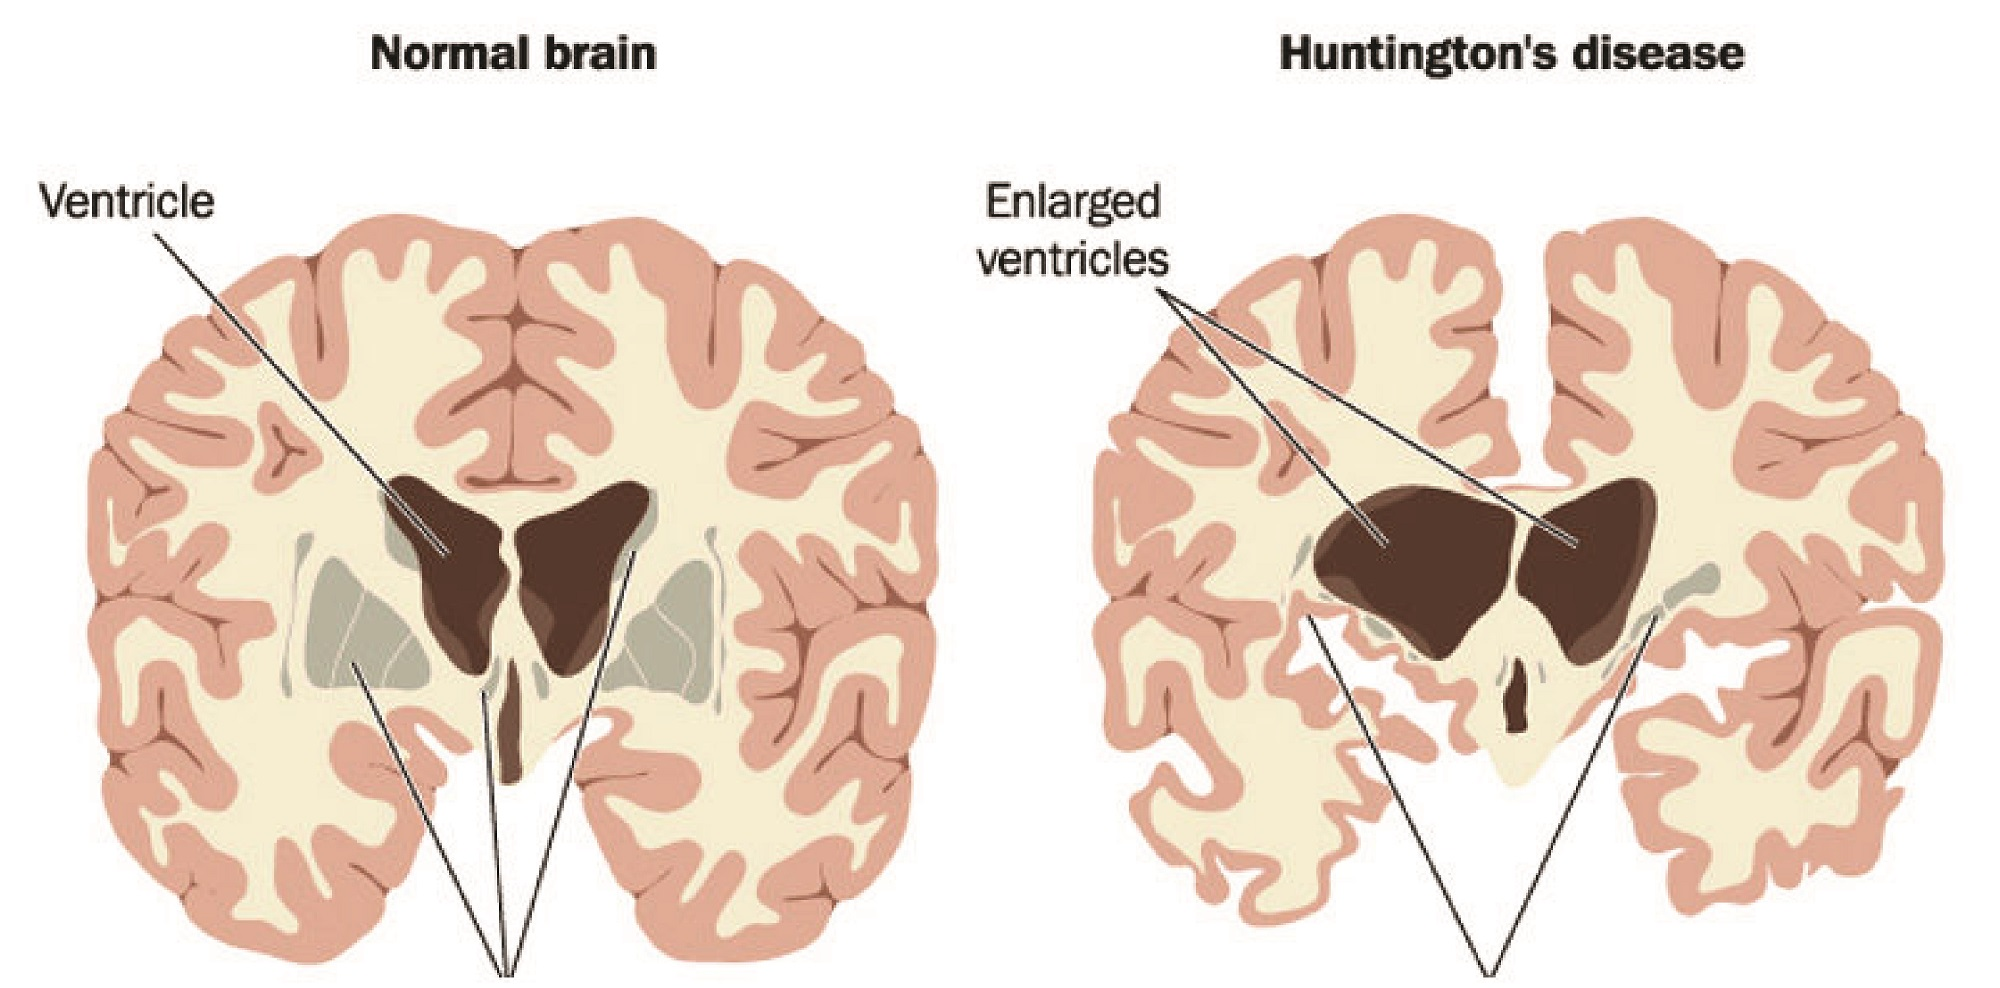 Normal brain
Huntington's disease
Ventricle
Enlarged
ventricles